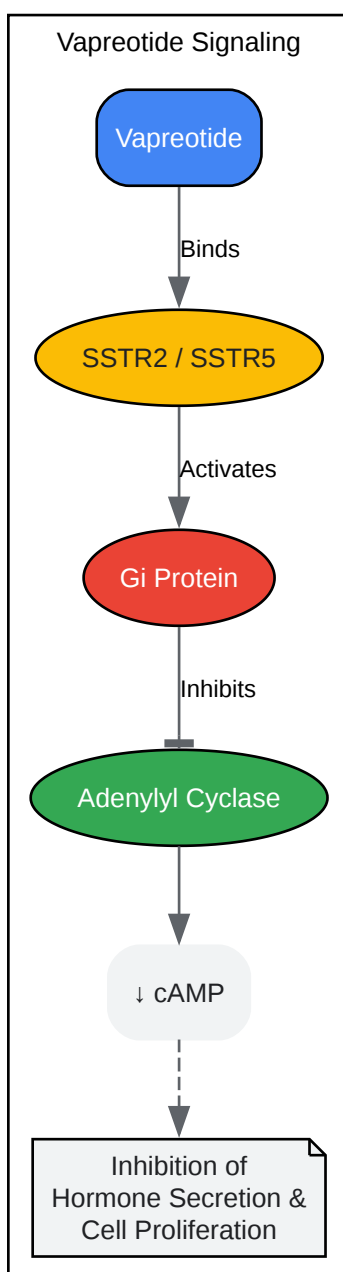 Vapreotide Signaling
Vapreotide
Binds
SSTR2 / SSTR5
Activates
Gi Protein
Inhibits
Adenylyl Cyclase
↓ cAMP
Inhibition of
Hormone Secretion &
Cell Proliferation